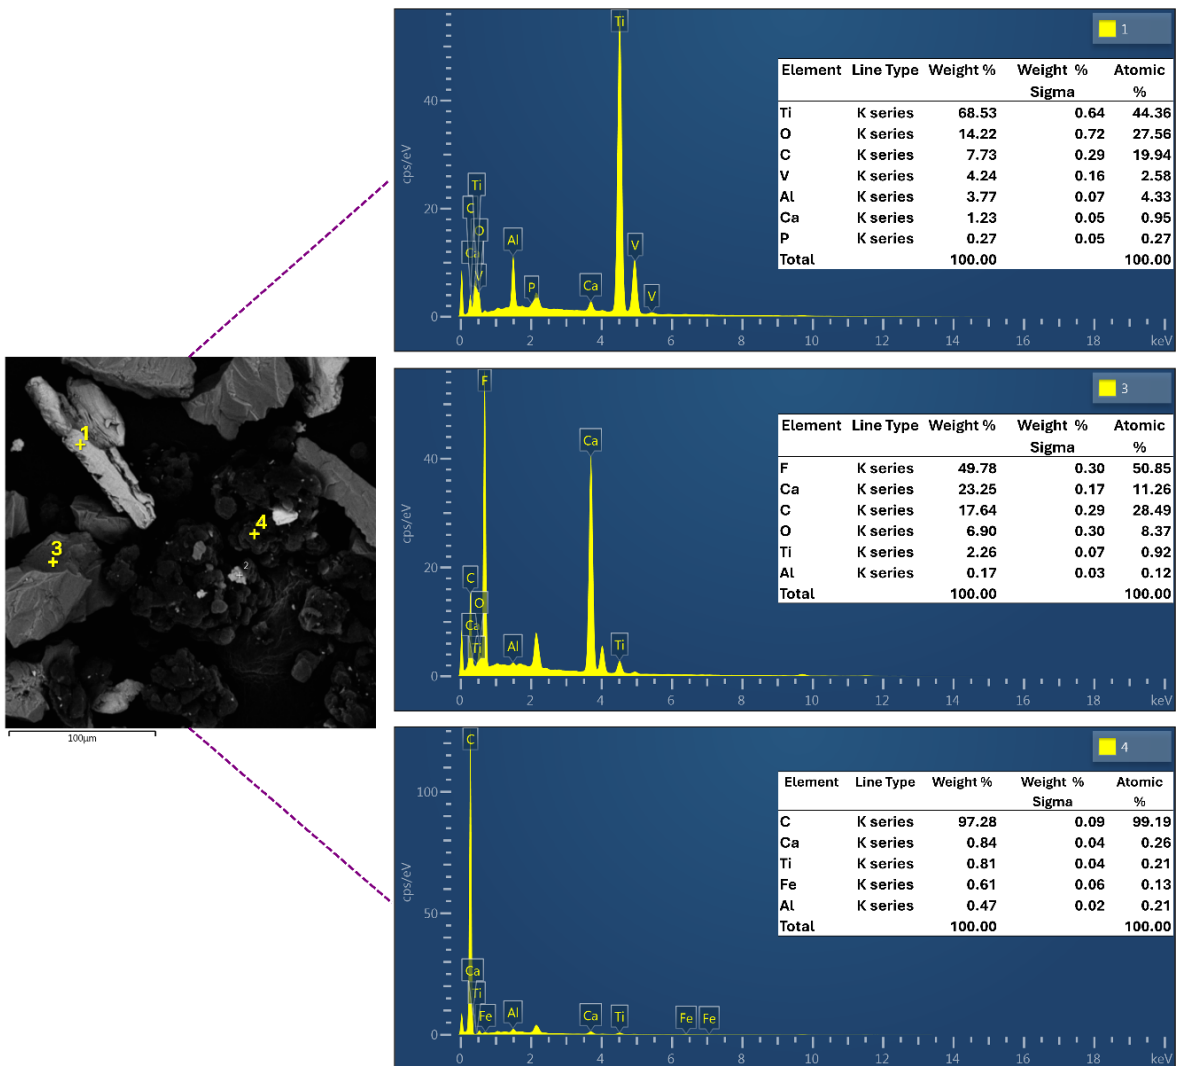 1
4
3
2
100μm
1
Element Line Type Weight % Weight % Sigma Atomic %
Ti K series 68.53 0.64 44.36
O K series 14.22 0.72 27.56
C K series 7.73 0.29 19.94
V K series 4.24 0.16 2.58
Al K series 3.77 0.07 4.33
Ca K series 1.23 0.05 0.95
P K series 0.27 0.05 0.27
Total 100.00 100.00
cps/eV
40
20
0
Ti
Ti
C
O
Ca
V
Al
P
Ca
V
V
0 2 4 6 8 10 12 14 16 18 keV
3
Element Line Type Weight % Weight % Sigma Atomic %
F K series 49.78 0.30 50.85
Ca K series 23.25 0.17 11.26
C K series 17.64 0.29 28.49
O K series 6.90 0.30 8.37
Ti K series 2.26 0.07 0.92
Al K series 0.17 0.03 0.12
Total 100.00 100.00
cps/eV
40
20
0
F
Ca
C
O
Ca
Ti
Al
Ti
0 2 4 6 8 10 12 14 16 18 keV
4
Element Line Type Weight % Weight % Sigma Atomic %
C K series 97.28 0.09 99.19
Ca K series 0.84 0.04 0.26
Ti K series 0.81 0.04 0.21
Fe K series 0.61 0.06 0.13
Al K series 0.47 0.02 0.21
Total 100.00 100.00
cps/eV
100
50
0
C
Ca
Ti
Fe
Al
Ca
Ti
Fe
Fe
0 2 4 6 8 10 12 14 16 18 keV